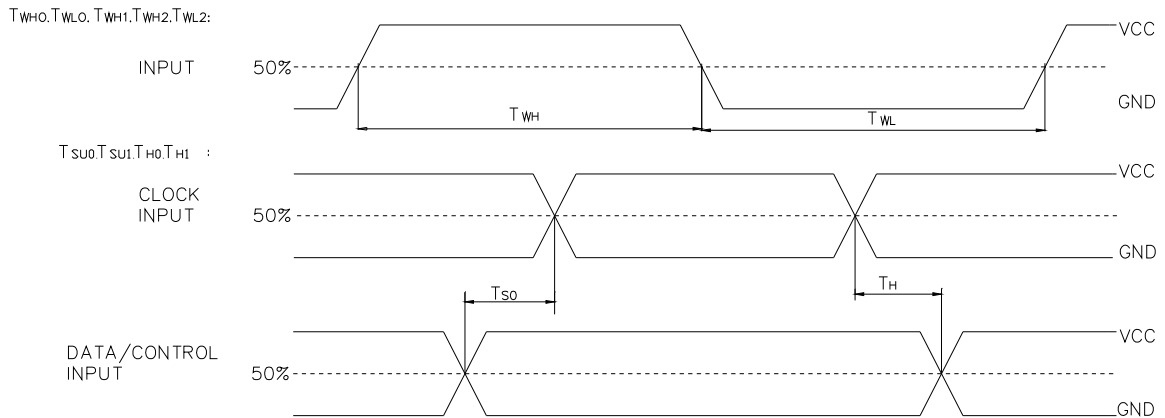 TWH0,TWL0, TWH1,TWH2,TWL2:
VCC
INPUT 50%
GND
TWH TWL
TSU0,TSU1,TH0,TH1 :
VCC
CLOCK
INPUT 50%
GND
TS0 TH
VCC
DATA/CONTROL
INPUT 50%
GND